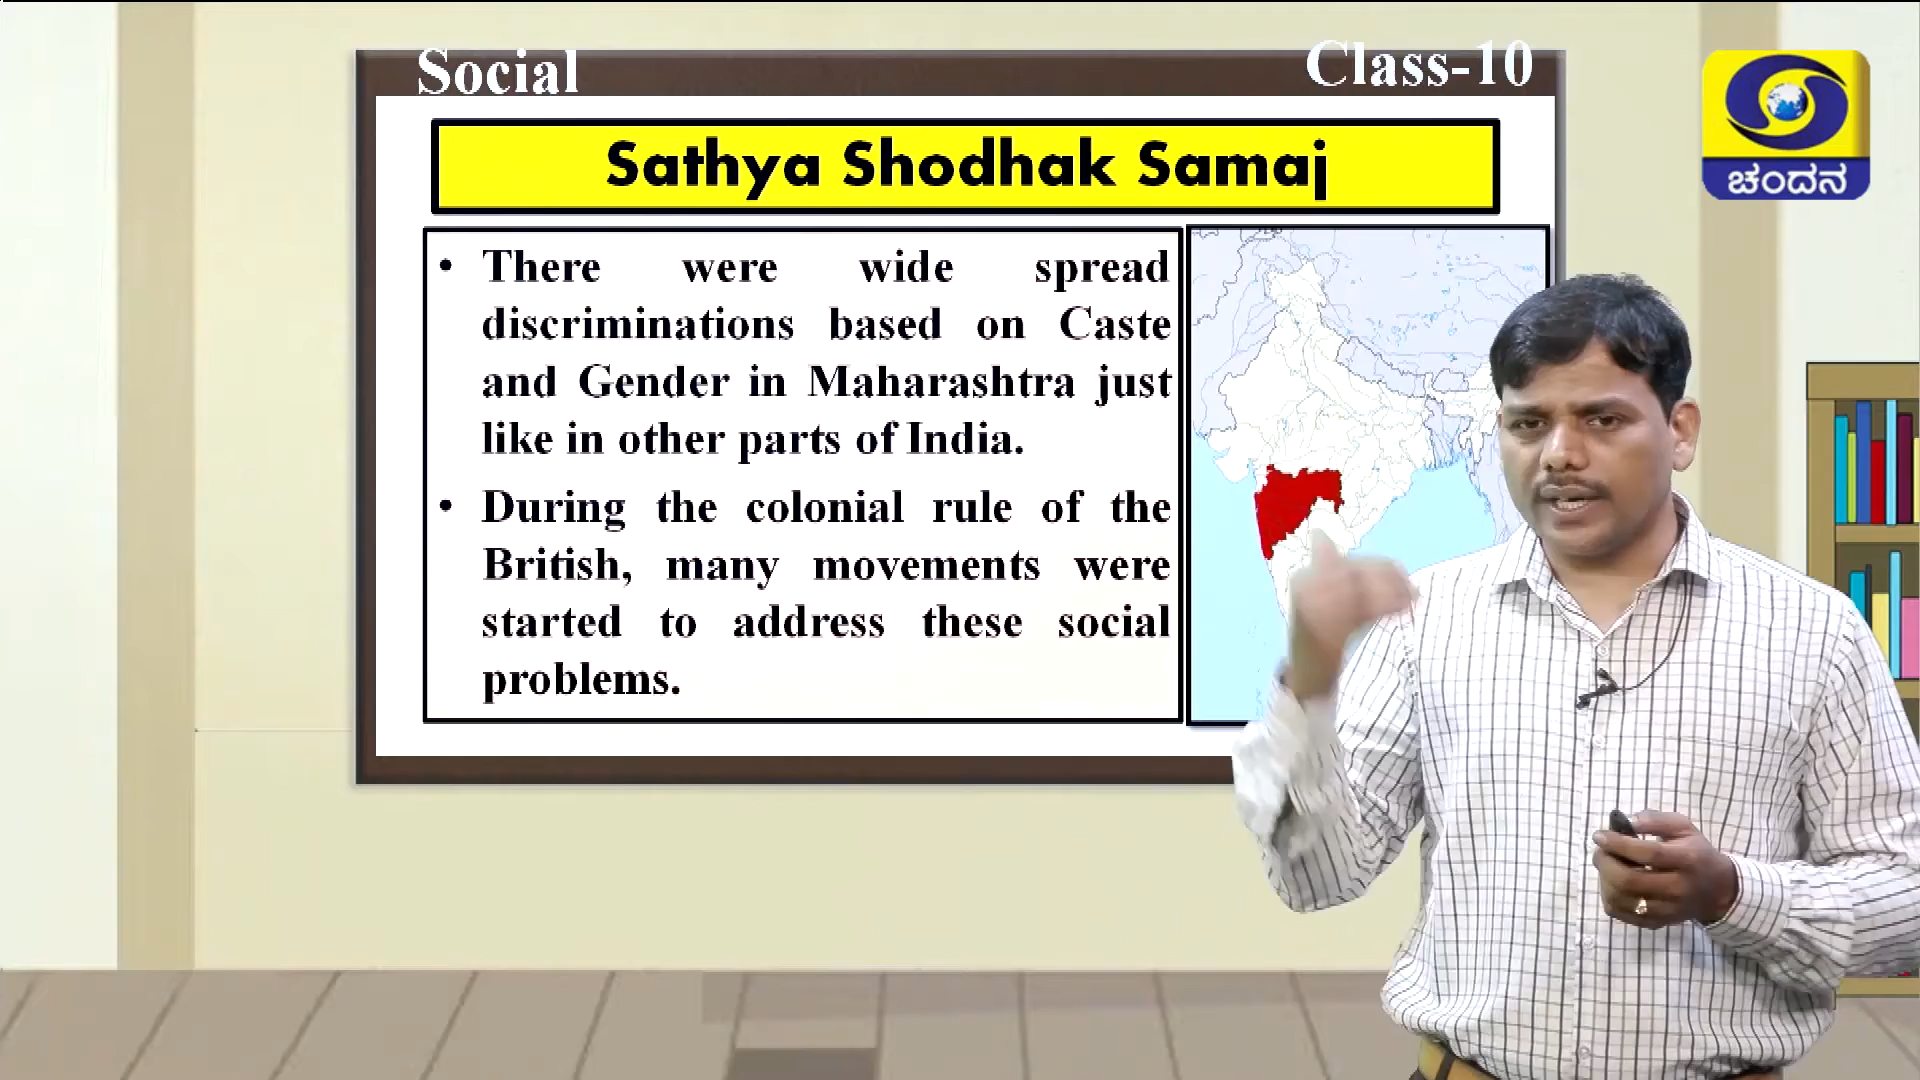 Social
Class-10
ಚಂದನ
Sathya Shodhak Samaj
• There were wide spread
discriminations based on Caste
and Gender in Maharashtra just
like in other parts of India.
• During the colonial rule of the
British, many movements were
started to address these social
problems.